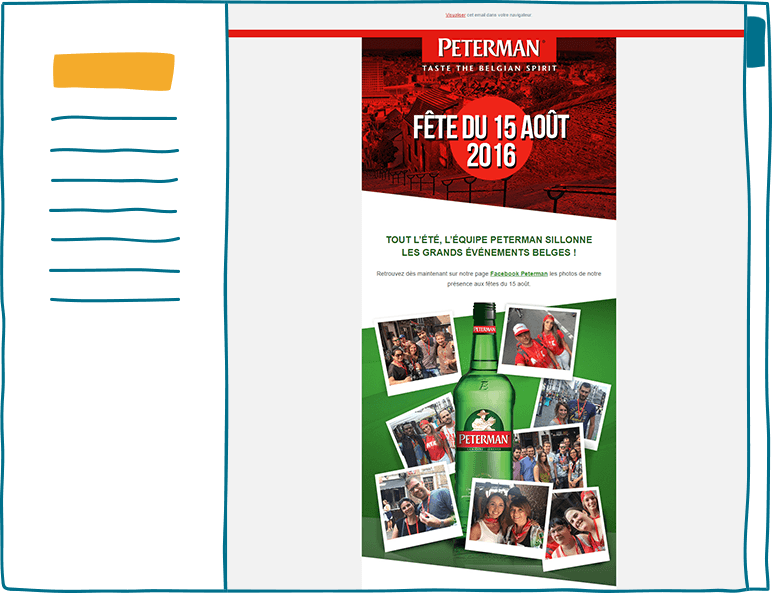 Visualiser cet email dans votre navigateur.
PETERMAN
TASTE THE BELGIAN SPIRIT
FÊTE DU 15 AOÛT
2016
TOUT L'ÉTÉ, L'ÉQUIPE PETERMAN SILLONNE
LES GRANDS ÉVÉNEMENTS BELGES !
Retrouvez dès maintenant sur notre page Facebook Peterman les photos de notre
présence aux fêtes du 15 août.
PETERMAN
PETERMAN